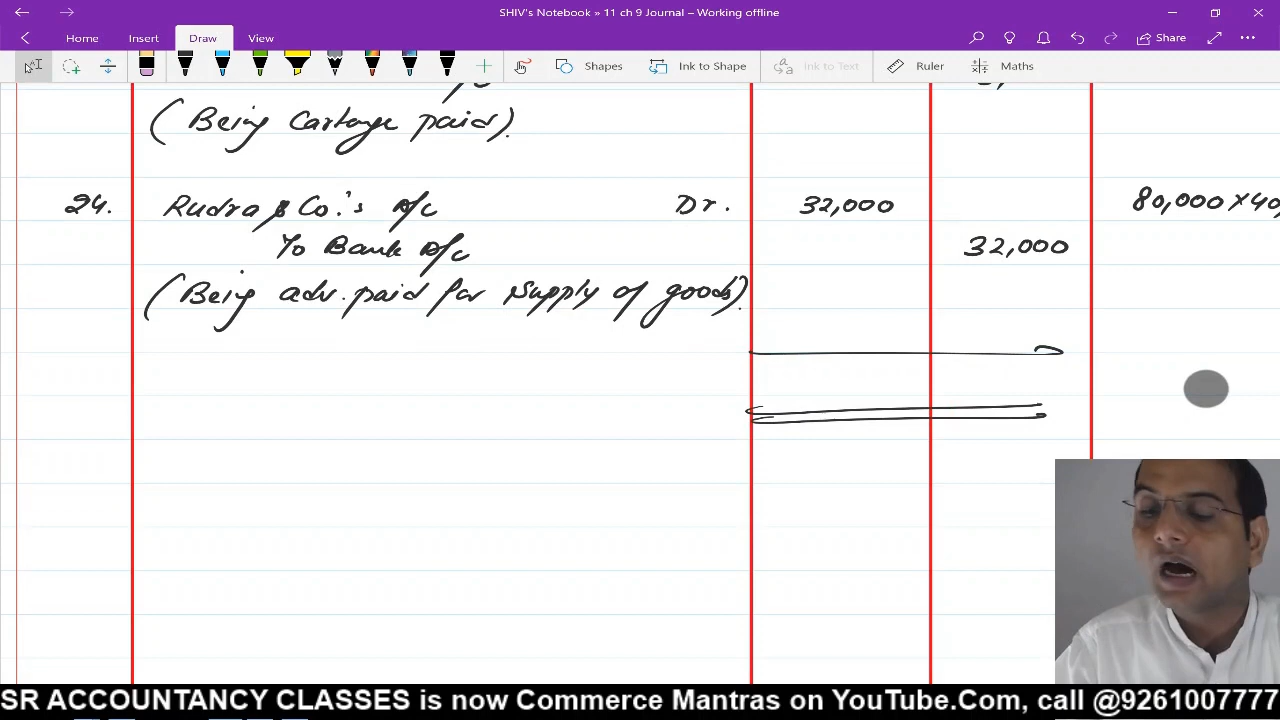 SHIV's Notebook » 11 ch 9 Journal – Working offline
Home Insert Draw View Share
Shapes Ink to Shape Ink to Text Ruler Maths
(Being Cartage paid).
24. Rudra & Co.'s A/c Dr. 32,000 80,000×40
To Bank A/c 32,000
(Being adv. paid for supply of goods).
SR ACCOUNTANCY CLASSES is now Commerce Mantras on YouTube.Com, call @9261007777